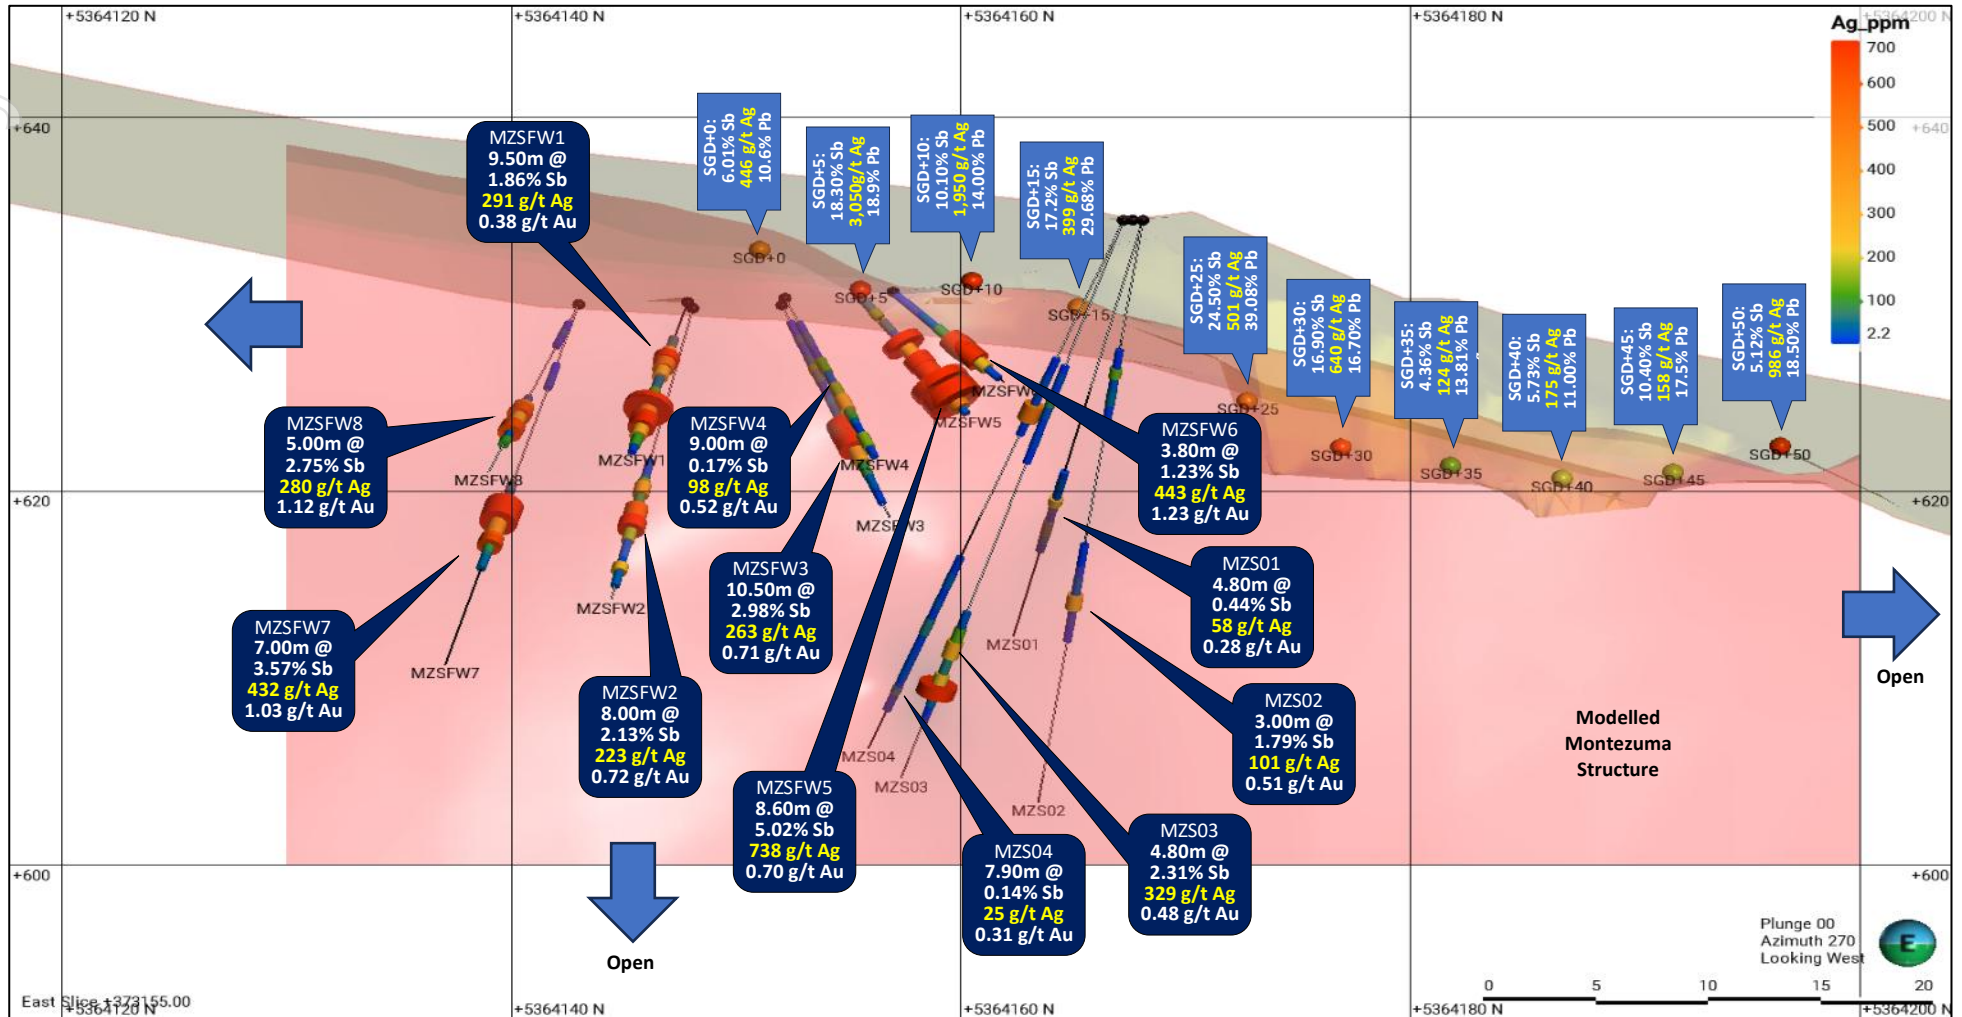 +5364120 N
+5364140 N
+5364160 N
+5364180 N
+5364200 N
Ag_ppm
700
600
500
400
300
200
100
2.2
+640
+640
MZSFW1
9.50m @
1.86% Sb
291 g/t Ag
0.38 g/t Au
SGD+0:
6.01% Sb
446 g/t Ag
10.6% Pb
SGD+5:
18.30% Sb
3,050g/t Ag
18.9% Pb
SGD+10:
10.10% Sb
1,950 g/t Ag
14.00% Pb
SGD+15:
17.2% Sb
399 g/t Ag
29.68% Pb
SGD+25:
24.50% Sb
501 g/t Ag
39.08% Pb
SGD+30:
16.90% Sb
640 g/t Ag
16.70% Pb
SGD+35:
4.36% Sb
124 g/t Ag
13.81% Pb
SGD+40:
5.73% Sb
175 g/t Ag
11.00% Pb
SGD+45:
10.40% Sb
158 g/t Ag
17.5% Pb
SGD+50:
5.12% Sb
986 g/t Ag
18.50% Pb
SGD+0
SGD+5
SGD+10
SGD+15
SGD+25
SGD+30
SGD+35
SGD+40
SGD+45
SGD+50
MZSFW8
5.00m @
2.75% Sb
280 g/t Ag
1.12 g/t Au
MZSFW4
9.00m @
0.17% Sb
98 g/t Ag
0.52 g/t Au
MZSFW6
3.80m @
1.23% Sb
443 g/t Ag
1.23 g/t Au
MZSFW6
MZSFW5
MZSFW1
MZSFW4
MZSFW8
MZSFW3
+620
+620
MZSFW7
7.00m @
3.57% Sb
432 g/t Ag
1.03 g/t Au
MZSFW3
10.50m @
2.98% Sb
263 g/t Ag
0.71 g/t Au
MZS01
4.80m @
0.44% Sb
58 g/t Ag
0.28 g/t Au
MZSFW2
MZS01
MZSFW7
MZSFW2
8.00m @
2.13% Sb
223 g/t Ag
0.72 g/t Au
MZS02
3.00m @
1.79% Sb
101 g/t Ag
0.51 g/t Au
Open
Modelled
Montezuma
Structure
MZS04
MZS03
MZS02
MZSFW5
8.60m @
5.02% Sb
738 g/t Ag
0.70 g/t Au
MZS04
7.90m @
0.14% Sb
25 g/t Ag
0.31 g/t Au
MZS03
4.80m @
2.31% Sb
329 g/t Ag
0.48 g/t Au
+600
+600
Open
Plunge 00
Azimuth 270
Looking West
E
0 5 10 15 20
East Slice +373155.00
+5364120 N
+5364140 N
+5364160 N
+5364180 N
+5364200 N